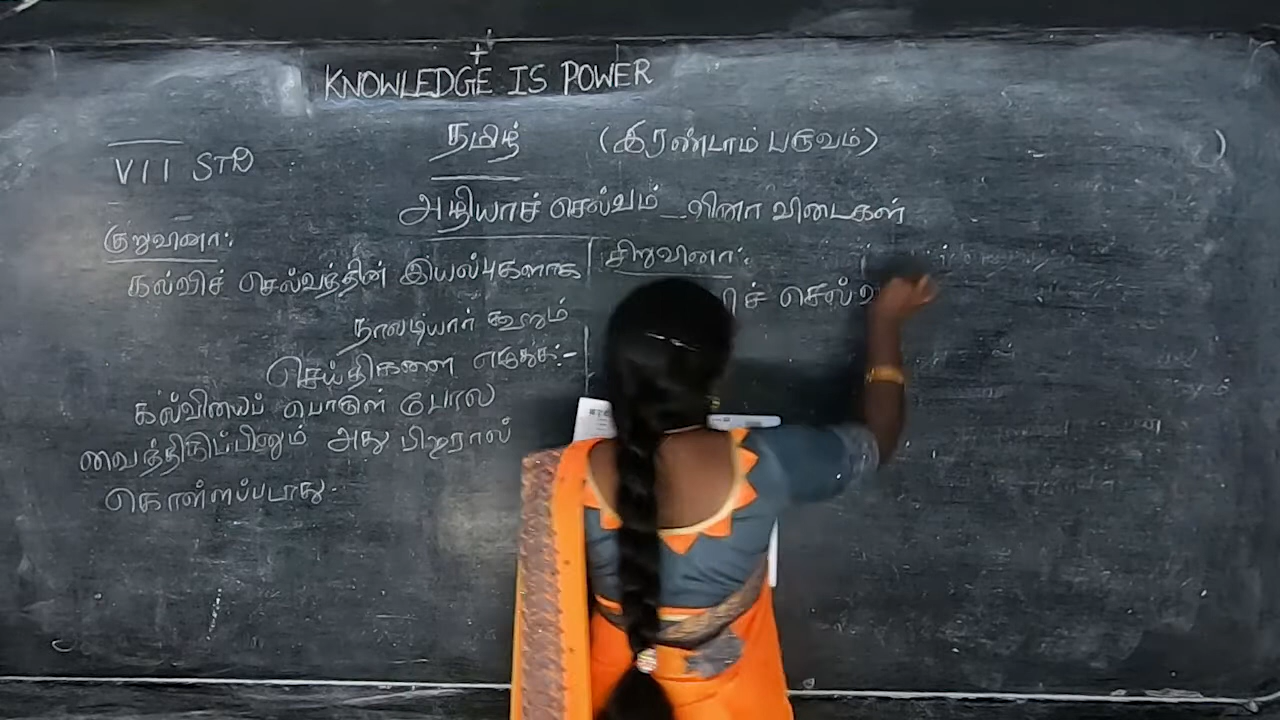 KNOWLEDGE IS POWER
VII STD
தமிழ் (இரண்டாம் பருவம்)
அழியாச் செல்வம் - வினா விடைகள்
குறுவினா:
கல்விச் செல்வத்தின் இயல்புகளாக
நாலடியார் கூறும்
செய்திகளை எழுதுக:-
கல்வியைப் பொருள் போல
வைத்திருப்பினும் அது பிறரால்
கொள்ளப்படாது.
சிறுவினா: